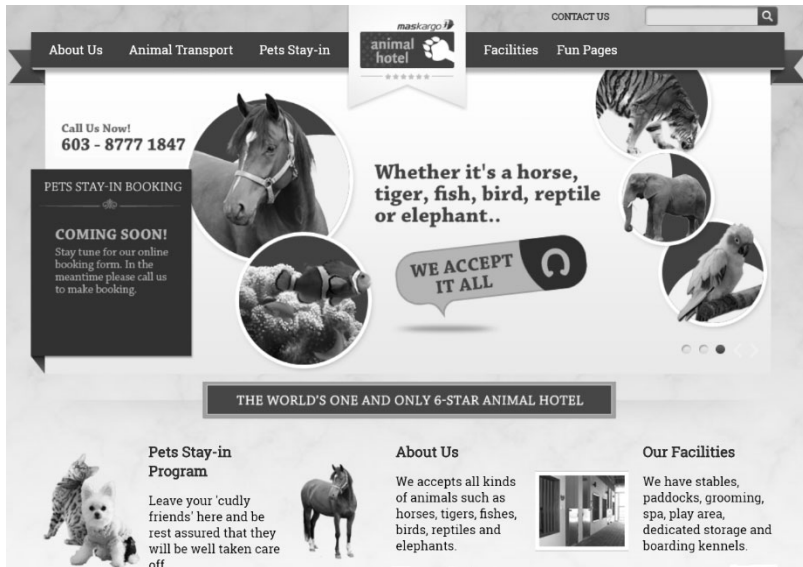 CONTACT US
maskargo
animal
hotel
About Us
Animal Transport
Pets Stay-in
Facilities
Fun Pages
Call Us Now!
603 - 8777 1847
PETS STAY-IN BOOKING
COMING SOON!
Stay tune for our online
booking form. In the
meantime please call us
to make booking.
Whether it's a horse,
tiger, fish, bird, reptile
or elephant..
WE ACCEPT
IT ALL
THE WORLD'S ONE AND ONLY 6-STAR ANIMAL HOTEL
Pets Stay-in
Program
Leave your 'cudly
friends' here and be
rest assured that they
will be well taken care
off
About Us
We accepts all kinds
of animals such as
horses, tigers, fishes,
birds, reptiles and
elephants.
Our Facilities
We have stables,
paddocks, grooming,
spa, play area,
dedicated storage and
boarding kennels.